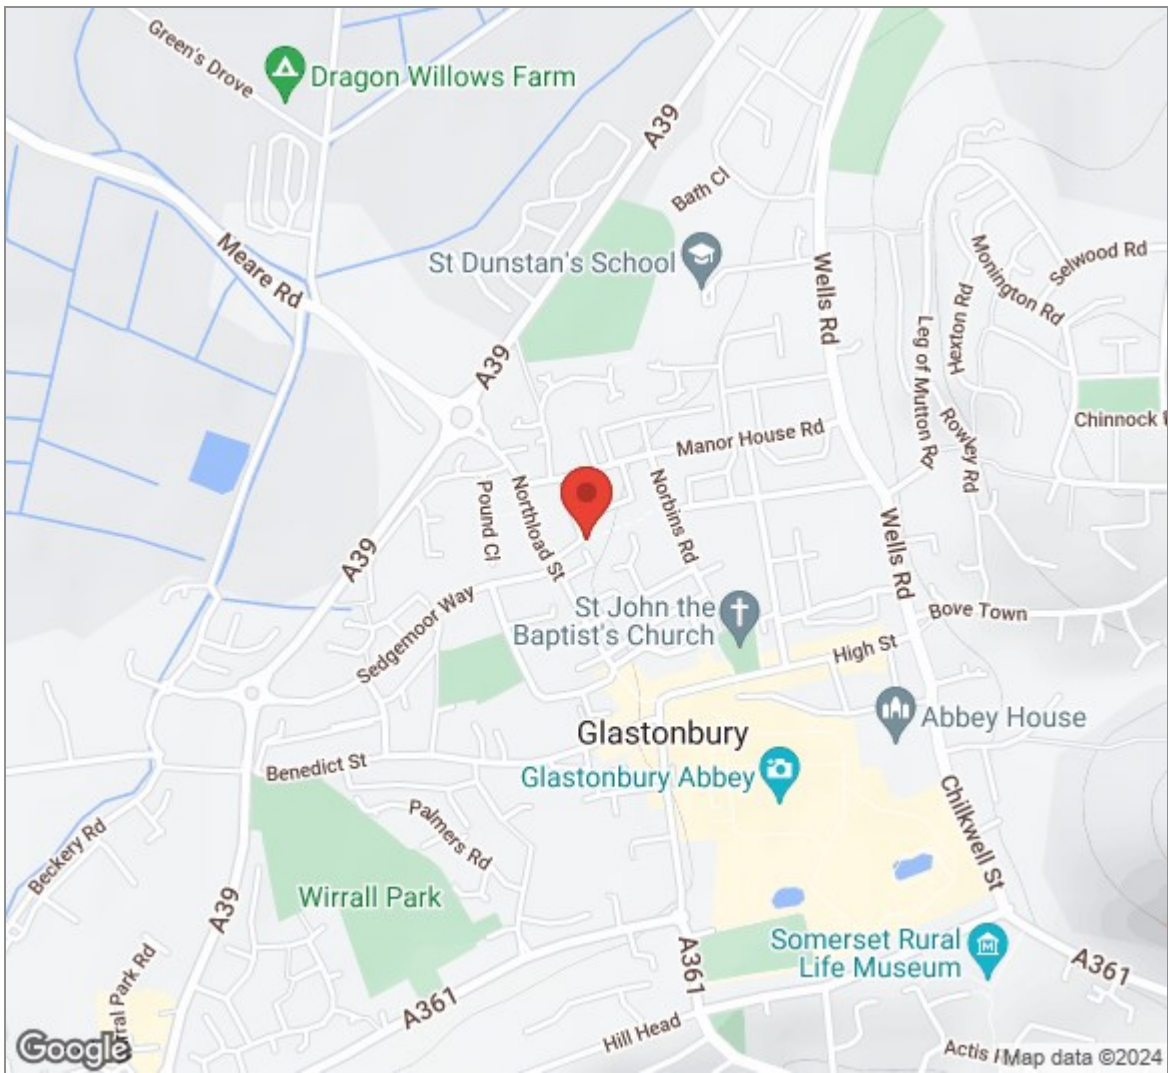 Green's Drove
Dragon Willows Farm
A39
Bath Cl
Meare Rd
St Dunstan's School
Wells Rd
Monington Rd
Selwood Rd
Hexton Rd
Leg of Mutton Rd
Rowley Rd
Chinnock
A39
Manor House Rd
Pound Cl
Northload St
Norbins Rd
A39
Wells Rd
Sedgemoor Way
St John the
Baptist's Church
Bove Town
High St
Abbey House
Glastonbury
Benedict St
Glastonbury Abbey
Palmers Rd
Chilkwell St
Beckery Rd
Wirrall Park
A39
Somerset Rural
Life Museum
A361
A361
A361
Park Rd
Hill Head
Actis
Google
Map data ©2024